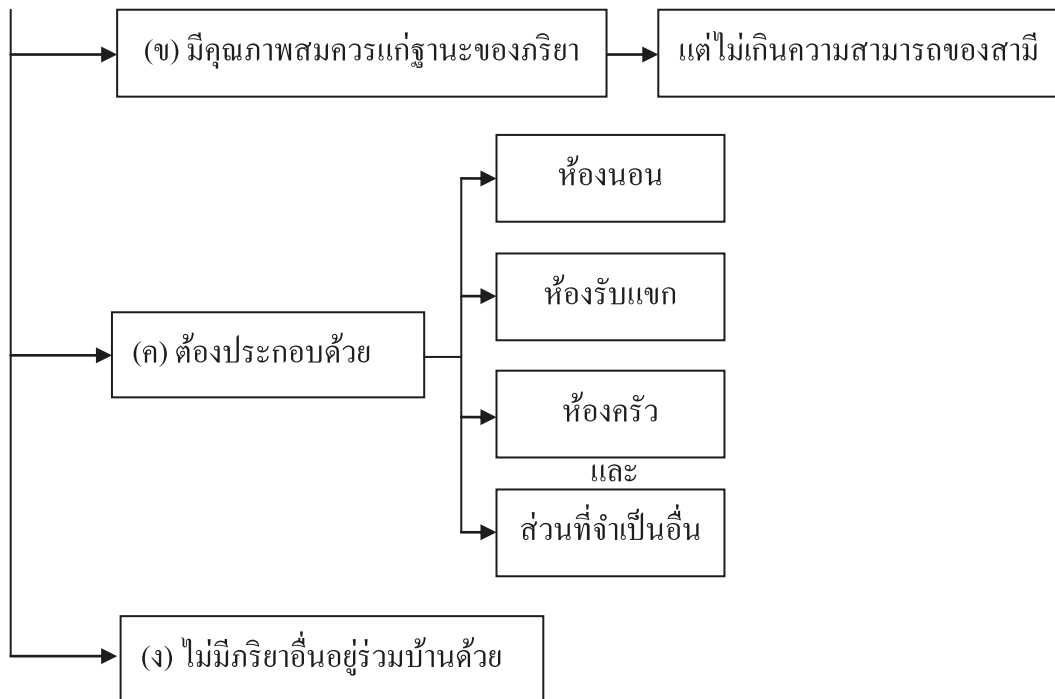 (ข) มีคุณภาพสมควรแก่ฐานะของภริยา
แต่ไม่เกินความสามารถของสามี
(ค) ต้องประกอบด้วย
ห้องนอน
ห้องรับแขก
ห้องครัว
และ
ส่วนที่จำเป็นอื่น
(ง) ไม่มีภริยาอื่นอยู่ร่วมบ้านด้วย